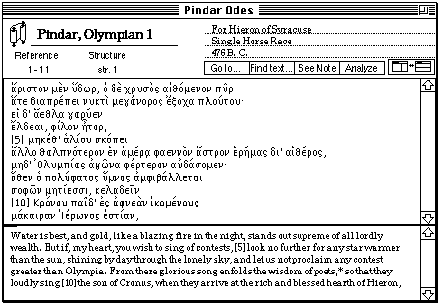 Pindar Odes
Pindar, Olympian 1
For Hieron of Syracuse
Single Horse Race
476 B. C.
Reference Structure
1-11 str. 1
Go to... Find text... See Note Analyze
ἄριστον μὲν ὕδωρ, ὁ δὲ χρυσὸς αἰθόμενον πῦρ
ἅτε διαπρέπει νυκτὶ μεγάνορος ἔξοχα πλούτου·
εἰ δ' ἄεθλα γαρύεν
ἔλδεαι, φίλον ἦτορ,
[5] μηκέθ' ἁλίου σκόπει
ἄλλο θαλπνότερον ἐν ἁμέρᾳ φαεννὸν ἄστρον ἐρήμας δι' αἰθέρος,
μηδ' Ὀλυμπίας ἀγῶνα φέρτερον αὐδάσομεν·
ὅθεν ὁ πολύφατος ὕμνος ἀμφιβάλλεται
σοφῶν μητίεσσι, κελαδεῖν
[10] Κρόνου παῖδ' ἐς ἀφνεὰν ἱκομένους
μάκαιραν Ἱέρωνος ἑστίαν,
Water is best, and gold, like a blazing fire in the night, stands out supreme of all lordly
wealth. But if, my heart, you wish to sing of contests, [5] look no further for any star warmer
than the sun, shining by day through the lonely sky, and let us not proclaim any contest
greater than Olympia. From there glorious song enfolds the wisdom of poets,* so that they
loudly sing [10] the son of Cronus, when they arrive at the rich and blessed hearth of Hieron,